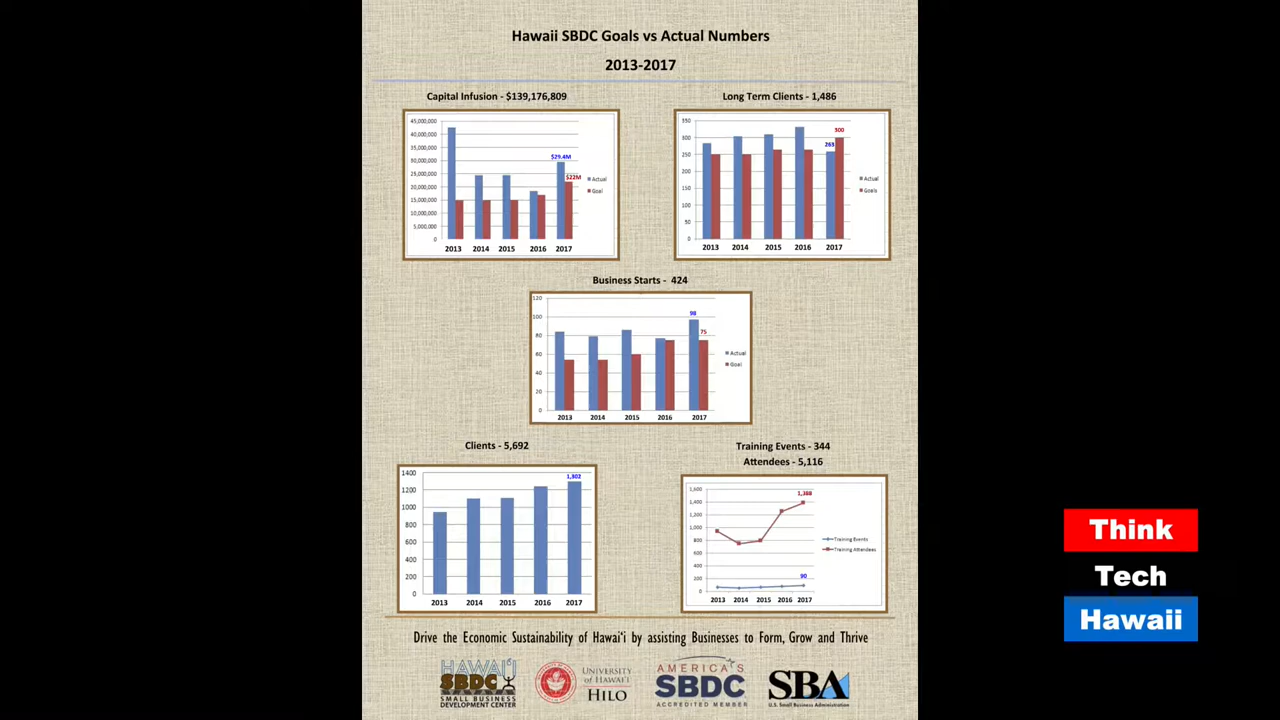 Hawaii SBDC Goals vs Actual Numbers
2013-2017
Capital Infusion - $139,176,809
45,000,000
40,000,000
35,000,000
30,000,000
25,000,000
20,000,000
15,000,000
10,000,000
5,000,000
0
$29.4M
$22M
Actual
Goal
2013 2014 2015 2016 2017
Long Term Clients - 1,486
350
300
250
200
150
100
50
0
263
300
Actual
Goals
2013 2014 2015 2016 2017
Business Starts - 424
120
100
80
60
40
20
0
98
75
Actual
Goal
2013 2014 2015 2016 2017
Clients - 5,692
1400
1200
1000
800
600
400
200
0
1,302
2013 2014 2015 2016 2017
Training Events - 344
Attendees - 5,116
1,600
1,400
1,200
1,000
800
600
400
200
0
1,388
90
Training Events
Training Attendees
2013 2014 2015 2016 2017
Think
Tech
Hawaii
Drive the Economic Sustainability of Hawai‘i by assisting Businesses to Form, Grow and Thrive
HAWAI‘I
SBDC
SMALL BUSINESS
DEVELOPMENT CENTER
UNIVERSITY
OF HAWAI‘I
HILO
AMERICA'S
SBDC
ACCREDITED MEMBER
SBA
U.S. Small Business Administration